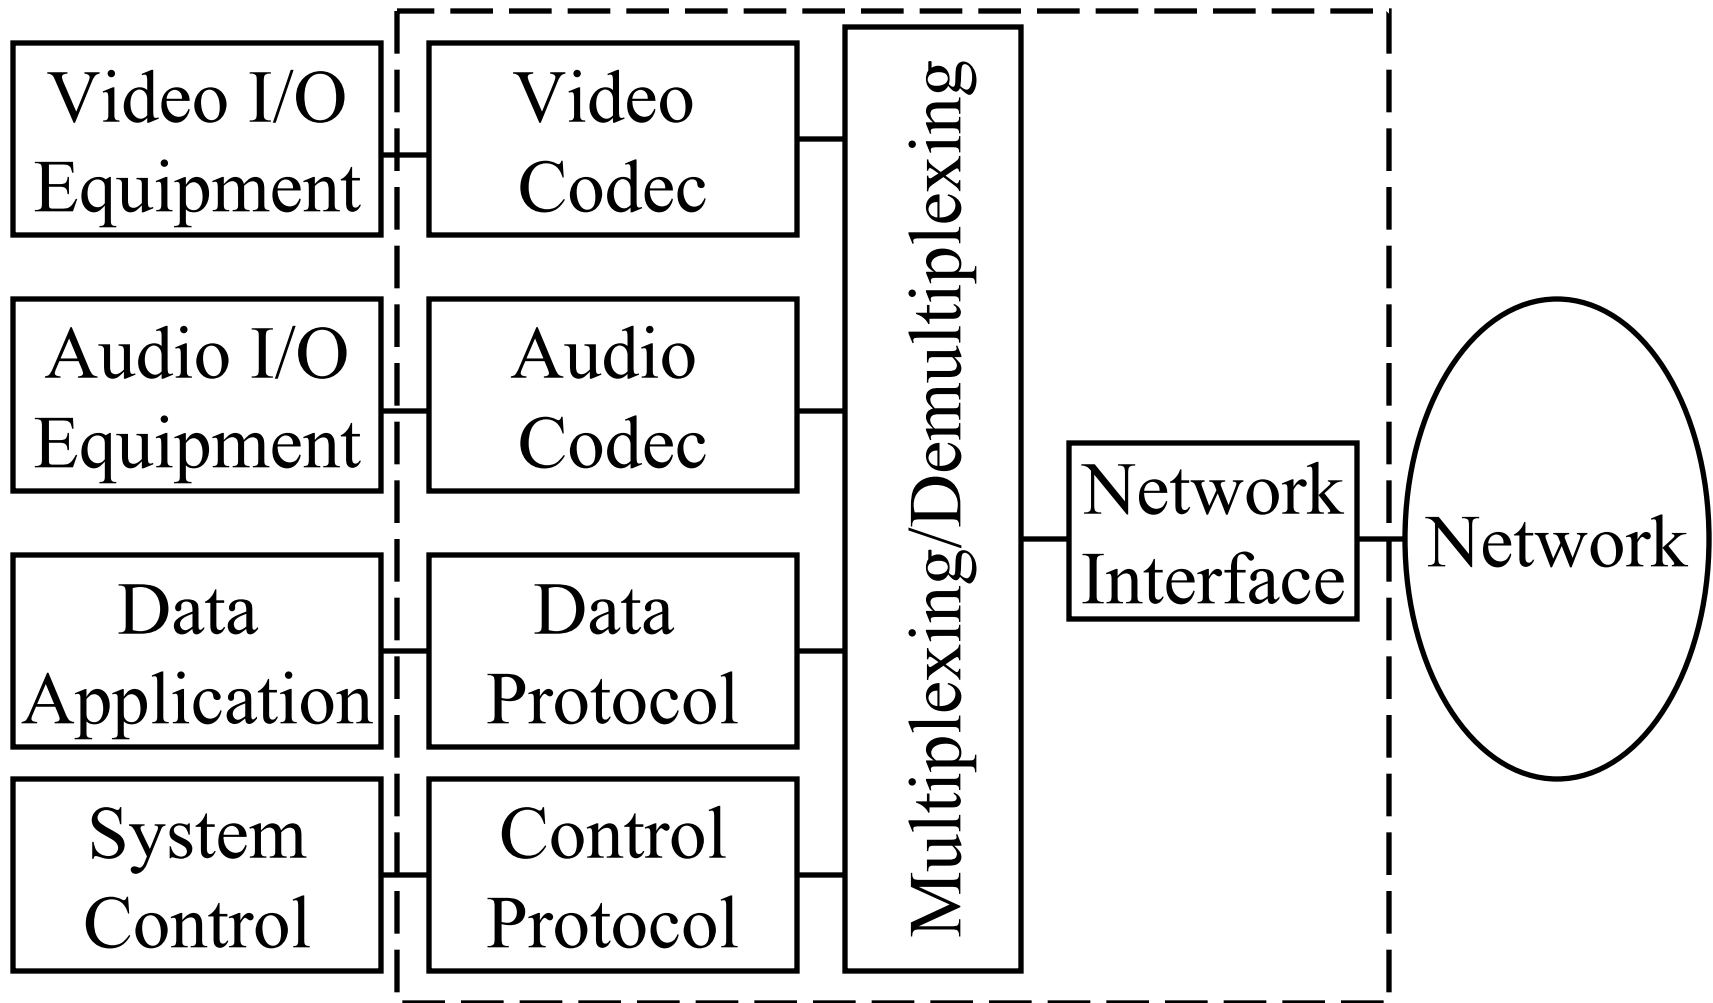 Video I/O
Equipment
Video
Codec
Audio I/O
Equipment
Audio
Codec
Data
Application
Data
Protocol
System
Control
Control
Protocol
Multiplexing/Demultiplexing
Network
Interface
Network